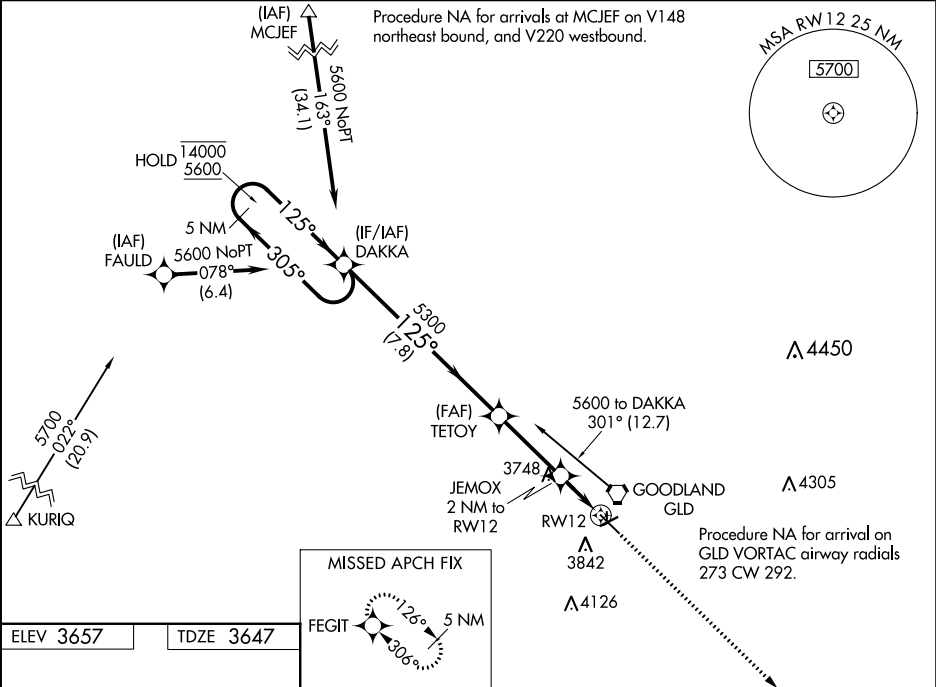 (IAF)
MCJEF
Procedure NA for arrivals at MCJEF on V148
northeast bound, and V220 westbound.
MSA RW12 25 NM
5700
5600 NoPT
163°
(34.1)
HOLD 14000
5600
5 NM
125°
305°
(IF/IAF)
DAKKA
(IAF)
FAULD
5600 NoPT
078°
(6.4)
5300
125°
(7.8)
4450
5700
022°
(20.9)
KURIQ
(FAF)
TETOY
5600 to DAKKA
301° (12.7)
3748
JEMOX
2 NM to
RW12
GOODLAND
GLD
4305
RW12
Procedure NA for arrival on
GLD VORTAC airway radials
273 CW 292.
3842
4126
MISSED APCH FIX
FEGIT
126°
306°
5 NM
ELEV 3657
TDZE 3647